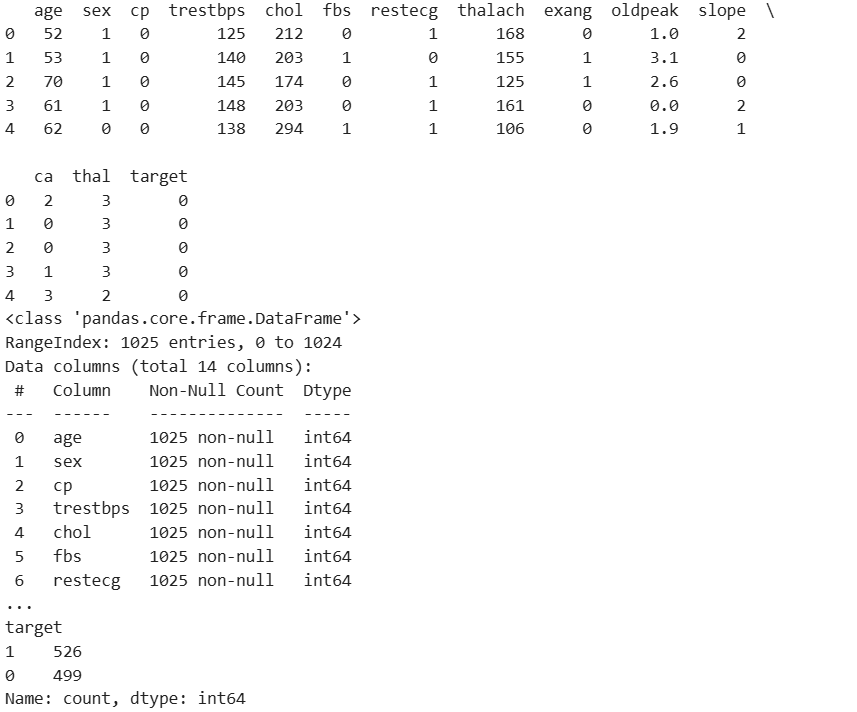 age  sex  cp  trestbps  chol  fbs  restecg  thalach  exang  oldpeak  slope  \
0   52    1   0       125   212    0        1      168      0      1.0      2
1   53    1   0       140   203    1        0      155      1      3.1      0
2   70    1   0       145   174    0        1      125      1      2.6      0
3   61    1   0       148   203    0        1      161      0      0.0      2
4   62    0   0       138   294    1        1      106      0      1.9      1
   ca  thal  target
0   2     3       0
1   0     3       0
2   0     3       0
3   1     3       0
4   3     2       0
<class 'pandas.core.frame.DataFrame'>
RangeIndex: 1025 entries, 0 to 1024
Data columns (total 14 columns):
 #   Column    Non-Null Count  Dtype
---  ------    --------------  -----
 0   age       1025 non-null   int64
 1   sex       1025 non-null   int64
 2   cp        1025 non-null   int64
 3   trestbps  1025 non-null   int64
 4   chol      1025 non-null   int64
 5   fbs       1025 non-null   int64
 6   restecg   1025 non-null   int64
...
target
1    526
0    499
Name: count, dtype: int64